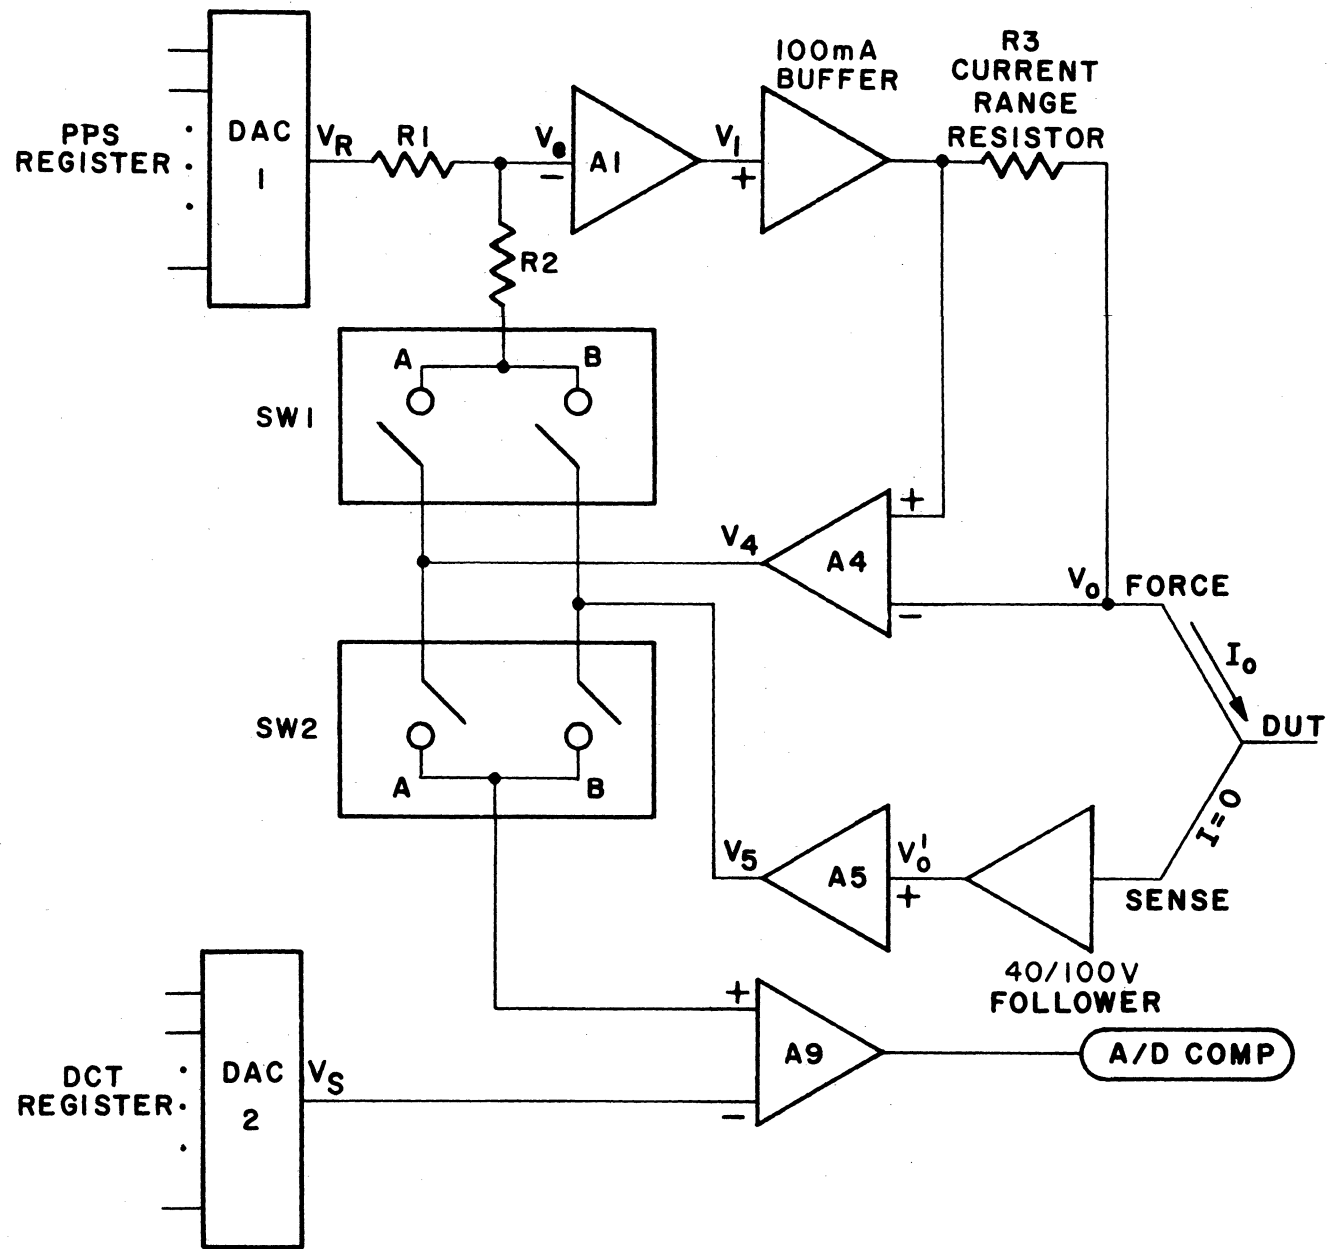 PPS
REGISTER
DAC
1
VR
R1
Ve
−
A1
V1
+
100mA
BUFFER
R3
CURRENT
RANGE
RESISTOR
R2
A
B
SW1
V4
A4
+
−
Vo
FORCE
Io
DUT
SW2
A
B
I=0
V5
A5
Vo'
+
SENSE
40/100V
FOLLOWER
DCT
REGISTER
DAC
2
VS
+
−
A9
A/D COMP